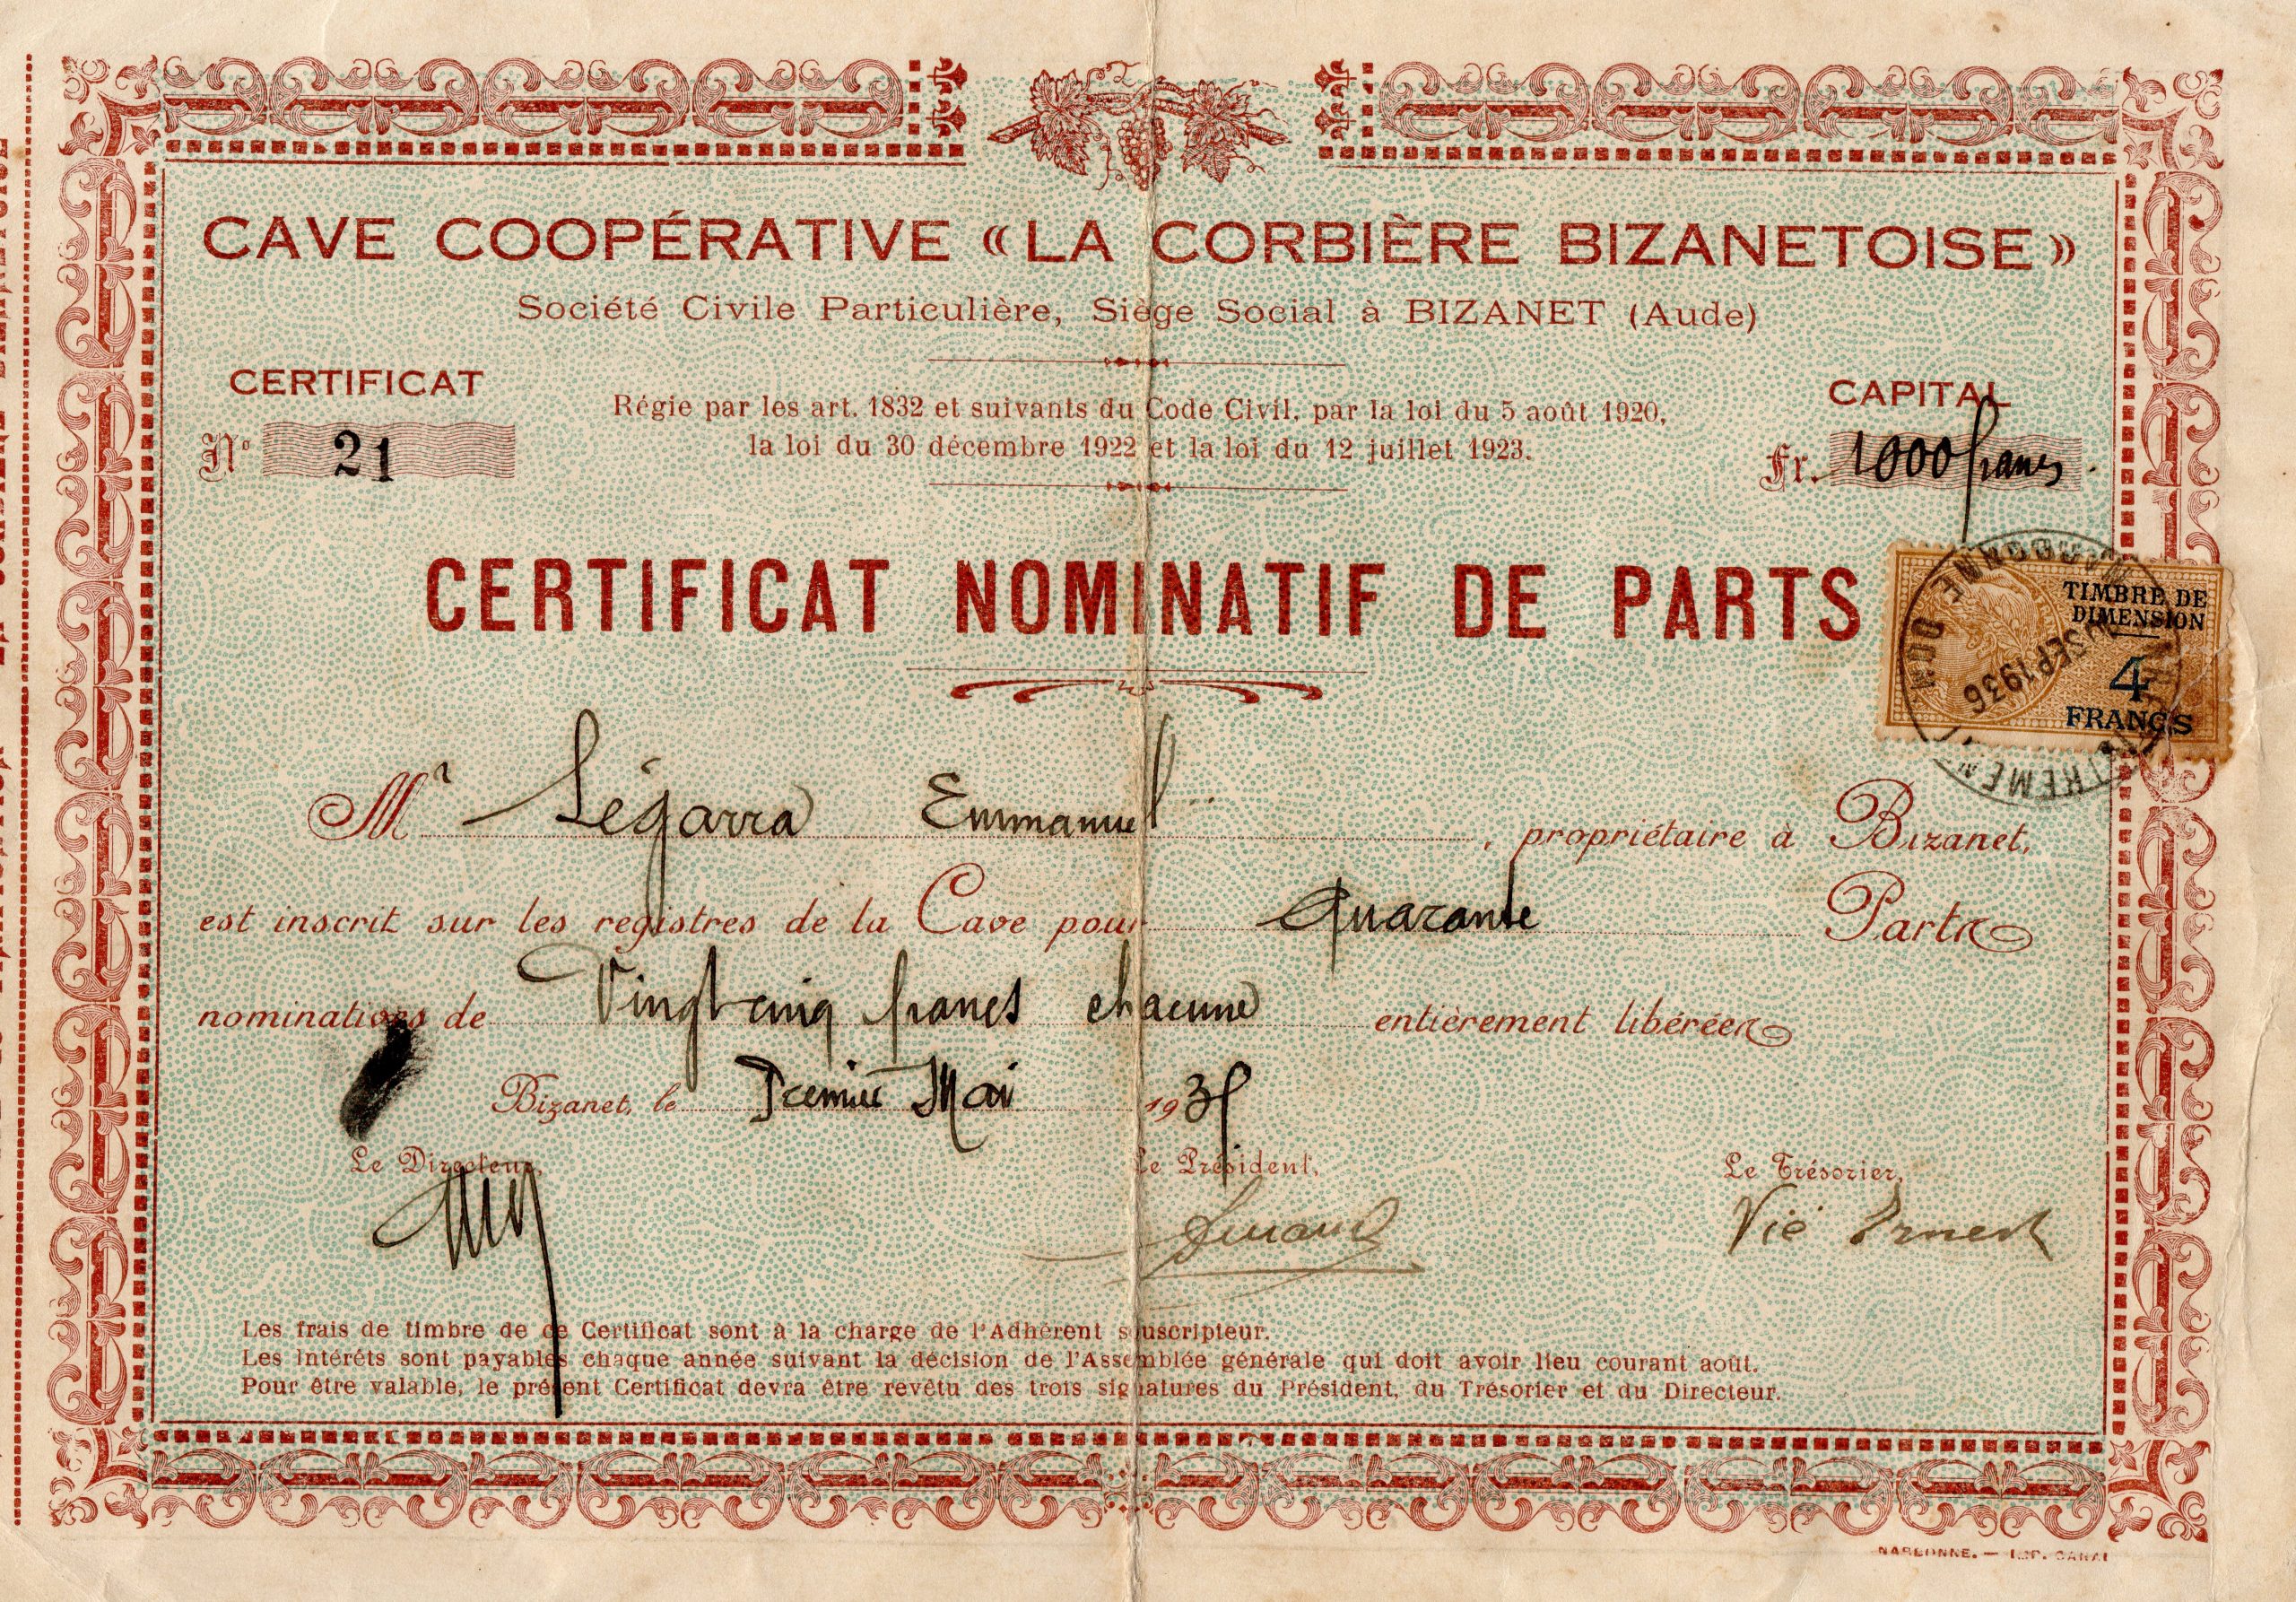 CAVE COOPÉRATIVE « LA CORBIÈRE BIZANETOISE »
Société Civile Particulière, Siège Social à BIZANET (Aude)
CERTIFICAT
Nº 21
Régie par les art. 1832 et suivants du Code Civil, par la loi du 5 août 1920,
la loi du 30 décembre 1922 et la loi du 12 juillet 1923.
CAPITAL
Fr. 1000 francs
CERTIFICAT NOMINATIF DE PARTS
TIMBRE DE
DIMENSION
4
FRANCS
NARBONNE
SEP 1936
Mr Ségarra Emmanuel, propriétaire à Bizanet,
est inscrit sur les registres de la Cave pour Quarante Parts
nominatives de Vingt cinq francs chacune entièrement libérées
Bizanet, le Premier Mai 1935
Le Directeur,
Le Président,
Le Trésorier,
Vié Ernest
Les frais de timbre de ce Certificat sont à la charge de l'Adhérent souscripteur.
Les Intérêts sont payables chaque année suivant la décision de l'Assemblée générale qui doit avoir lieu courant août.
Pour être valable, le présent Certificat devra être revêtu des trois signatures du Président, du Trésorier et du Directeur.
NARBONNE. — IMP.